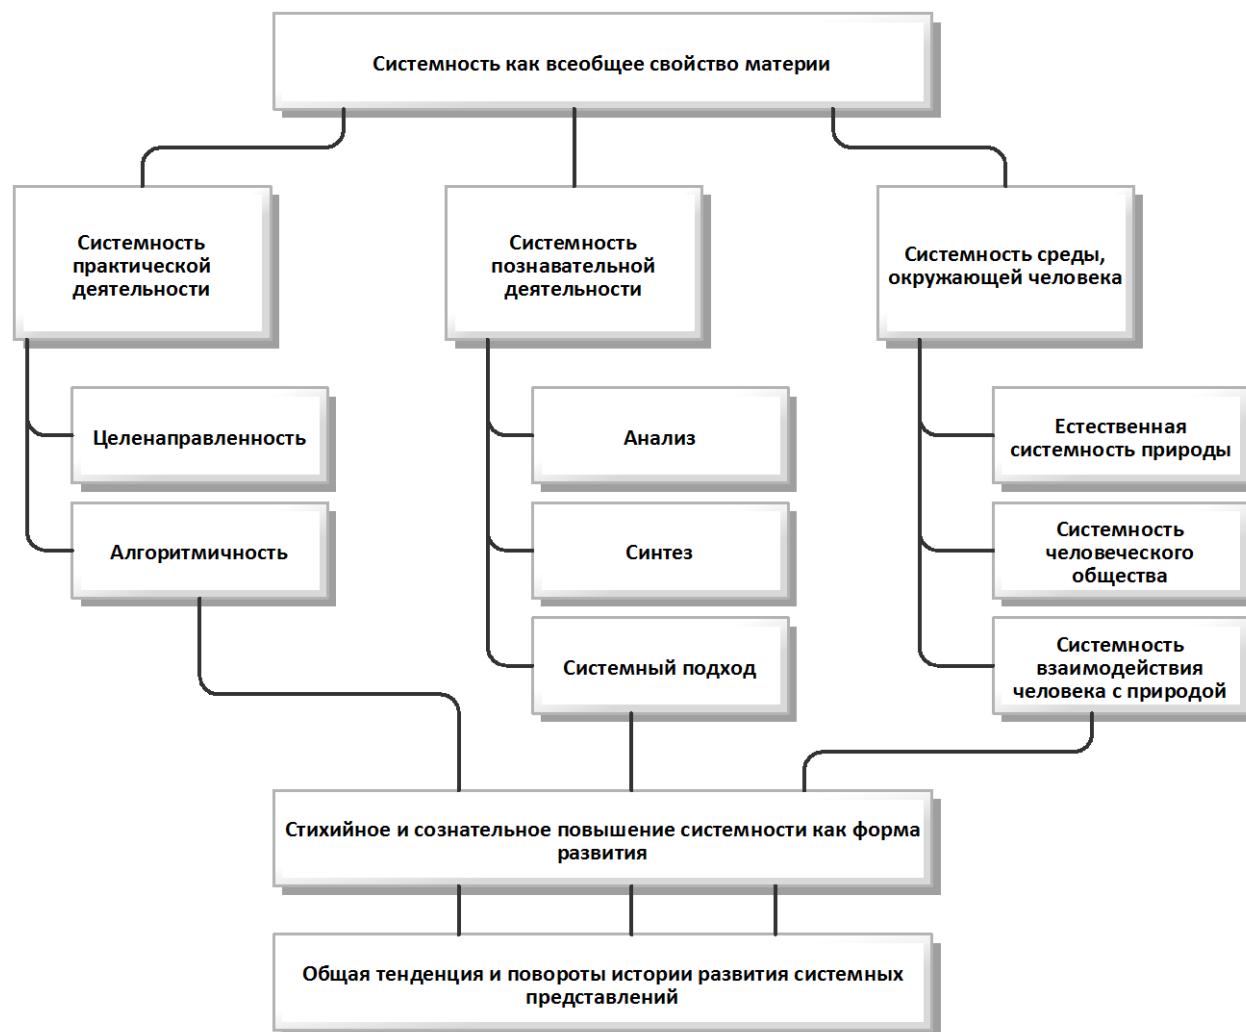 Системность как всеобщее свойство материи
Системность
практической
деятельности
Системность
познавательной
деятельности
Системность среды,
окружающей человека
Целенаправленность
Анализ
Естественная
системность природы
Алгоритмичность
Синтез
Системность
человеческого
общества
Системный подход
Системность
взаимодействия
человека с природой
Стихийное и сознательное повышение системности как форма
развития
Общая тенденция и повороты истории развития системных
представлений